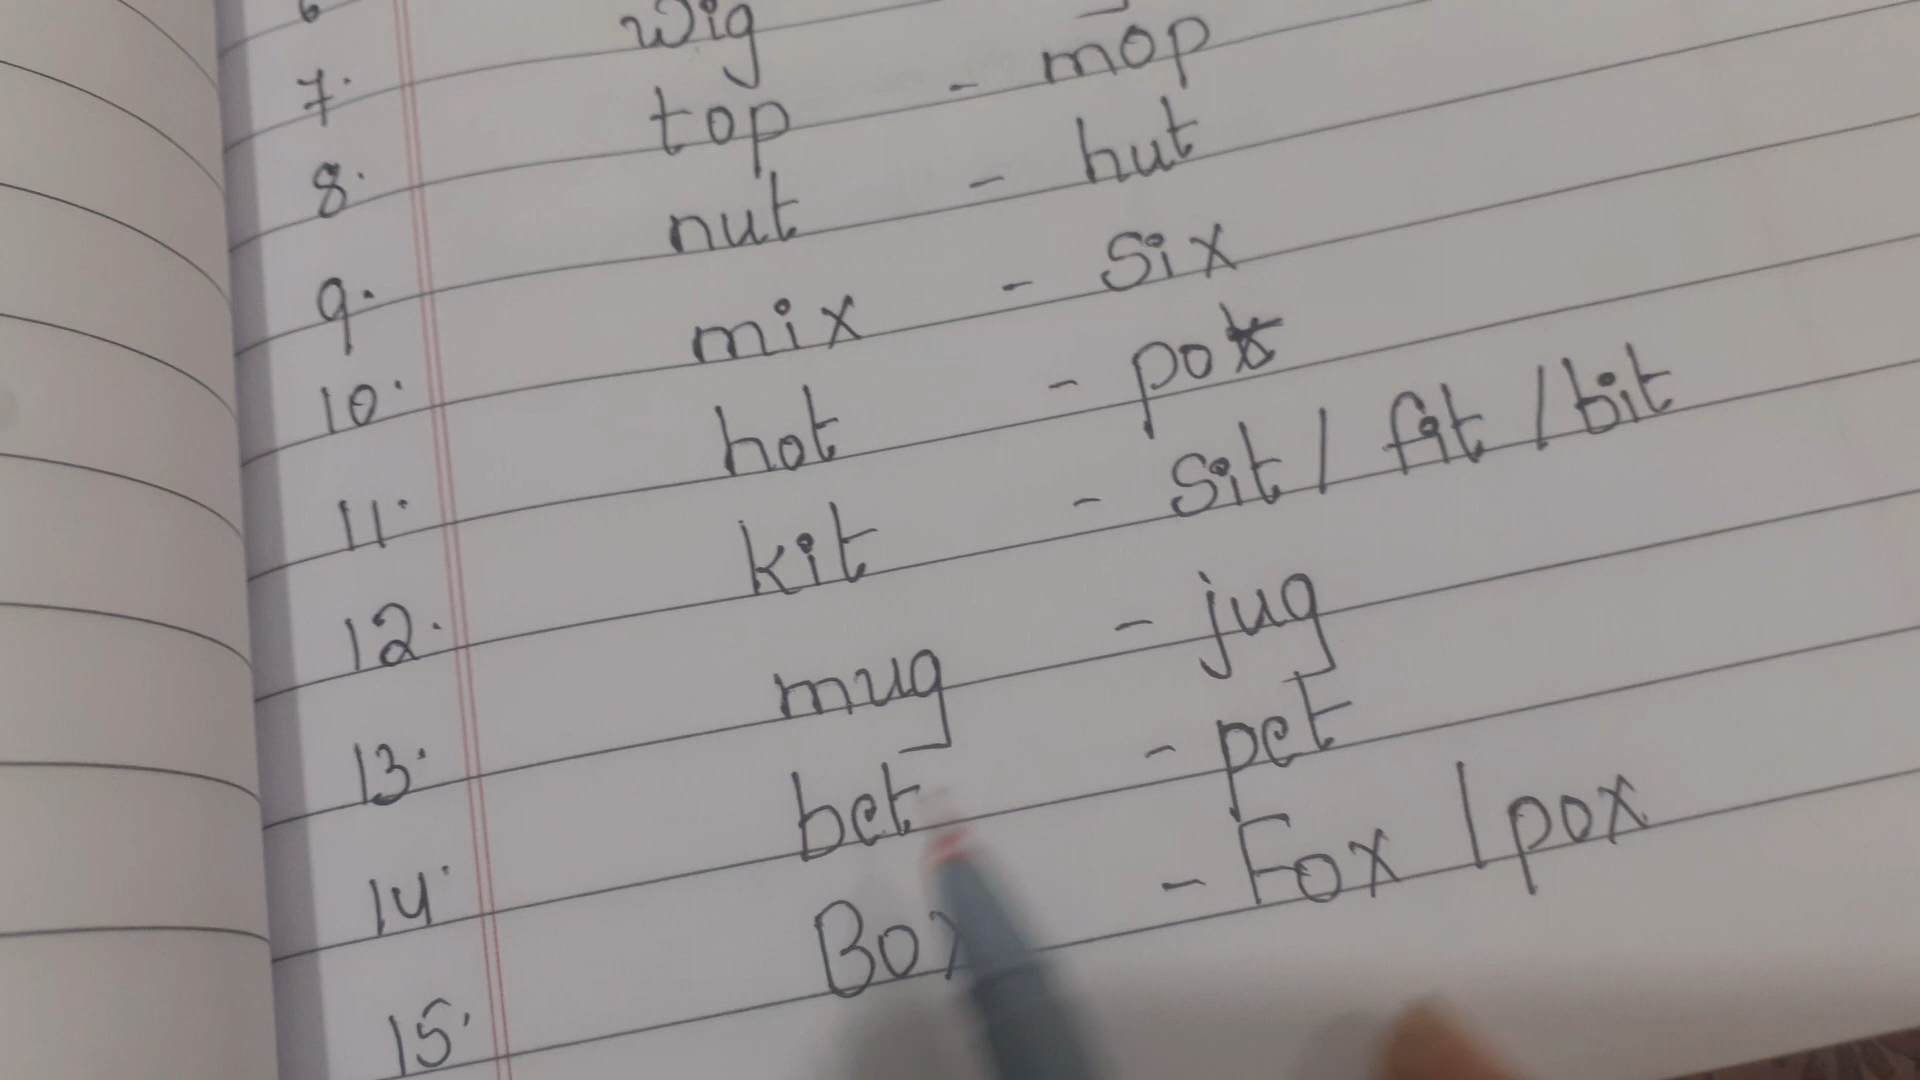 6
7. wig
8. top - mop
9. nut - hut
10. mix - six
11. hot - pot
12. kit - sit / fit / bit
13. mug - jug
14. bet - pet
15. Box - Fox / pox